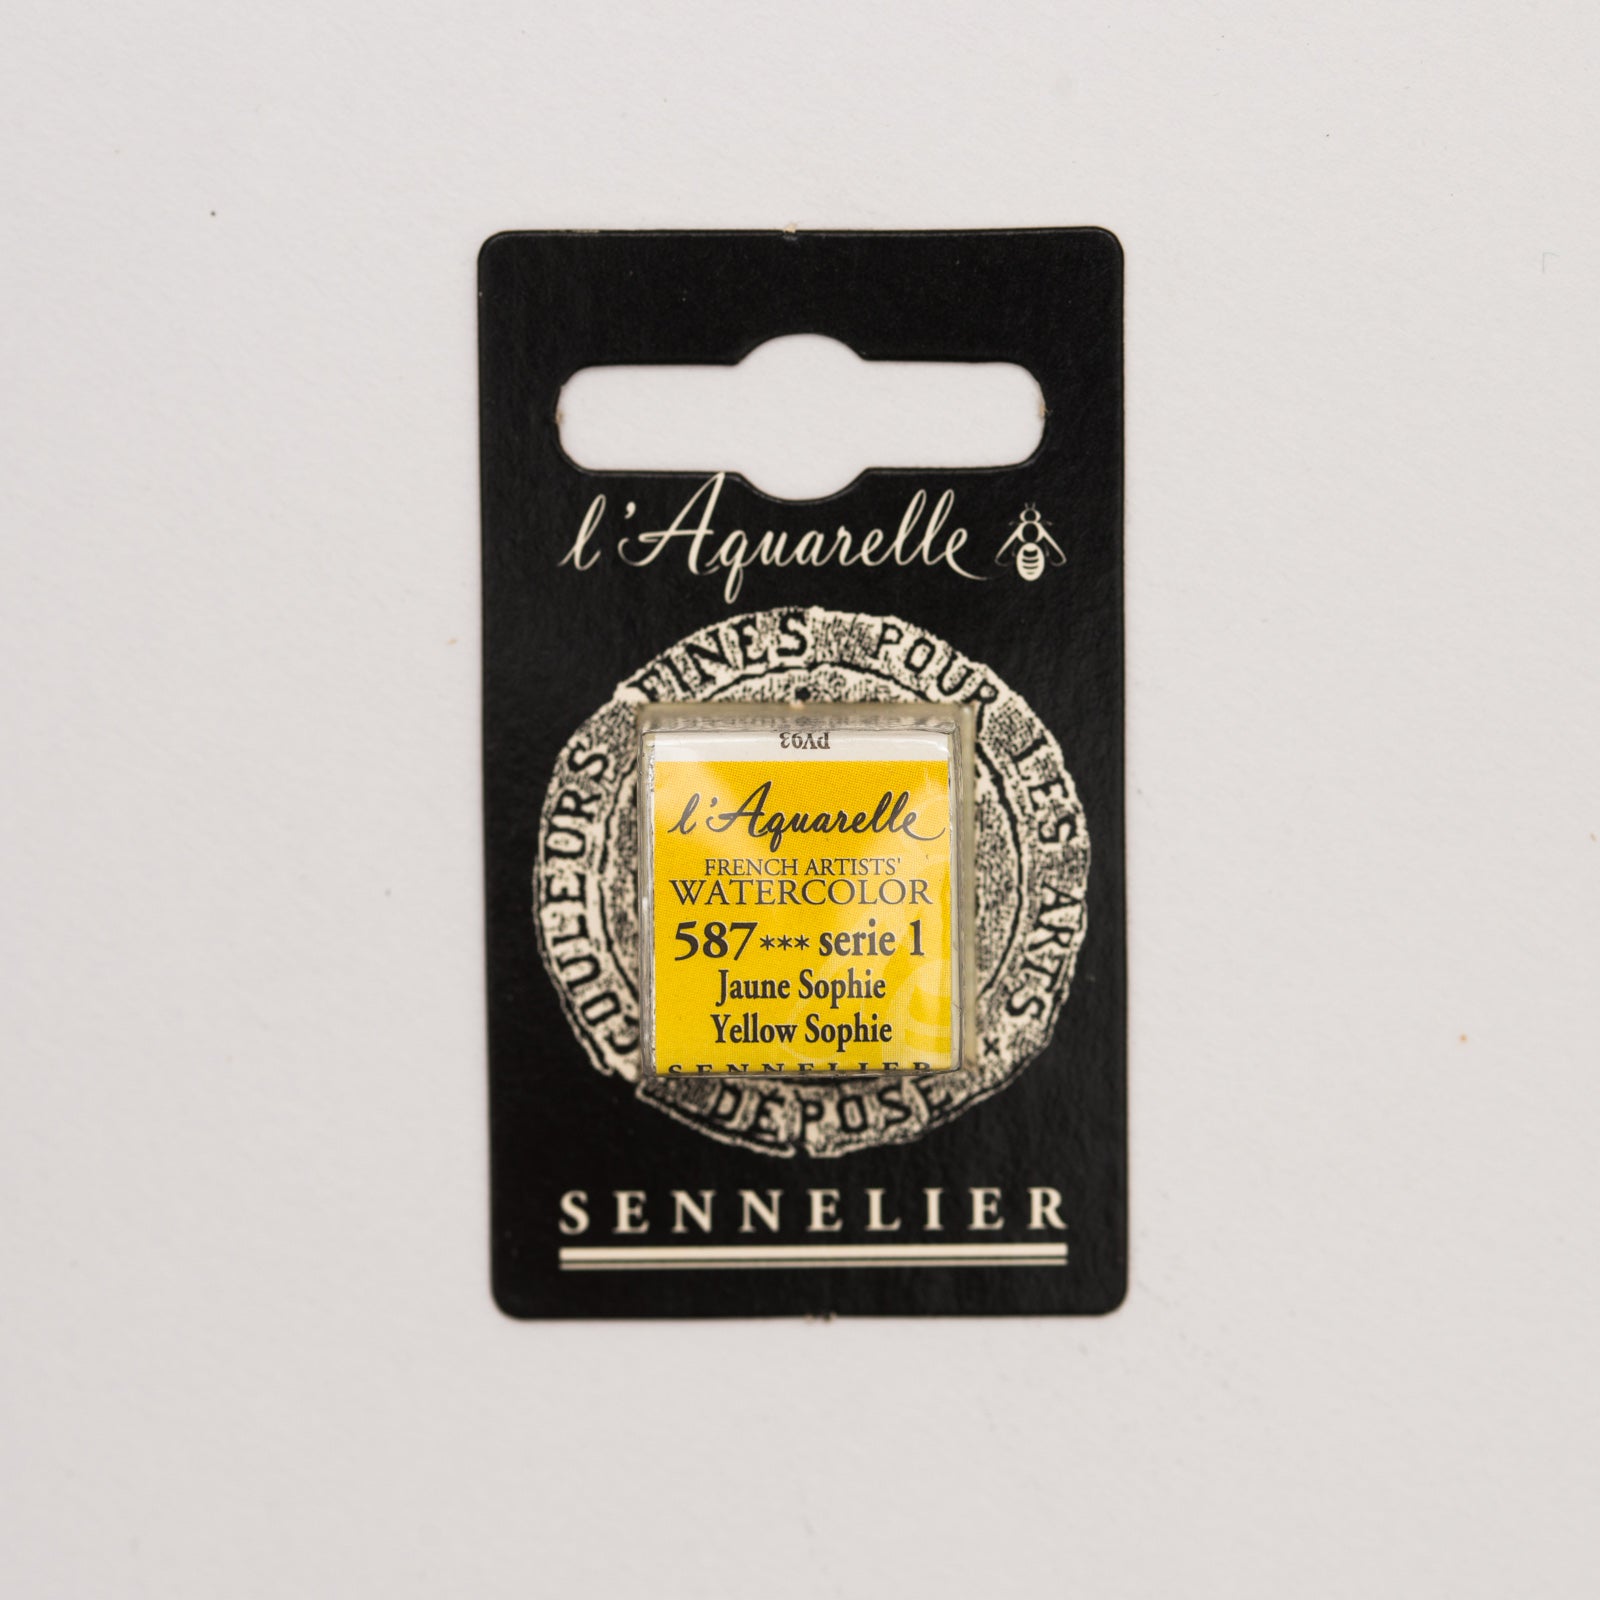 l'Aquarelle
COULEURS FINES POUR LES ARTS
PY93
l'Aquarelle
FRENCH ARTISTS'
WATERCOLOR
587*** serie 1
Jaune Sophie
Yellow Sophie
SENNELIER
DÉPOSÉ
SENNELIER